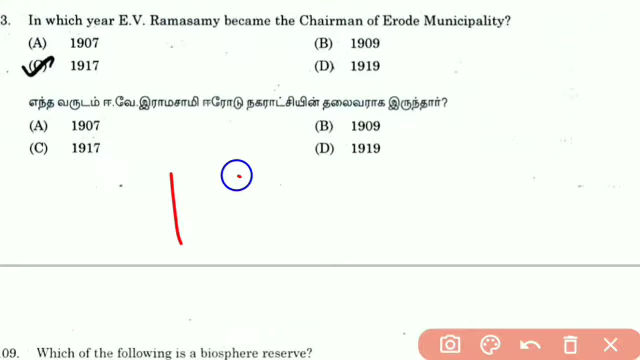 3. In which year E.V. Ramasamy became the Chairman of Erode Municipality?
(A) 1907 (B) 1909
(C) 1917 (D) 1919
எந்த வருடம் ஈ.வே.இராமசாமி ஈரோடு நகராட்சியின் தலைவராக இருந்தார்?
(A) 1907 (B) 1909
(C) 1917 (D) 1919
09. Which of the following is a biosphere reserve?